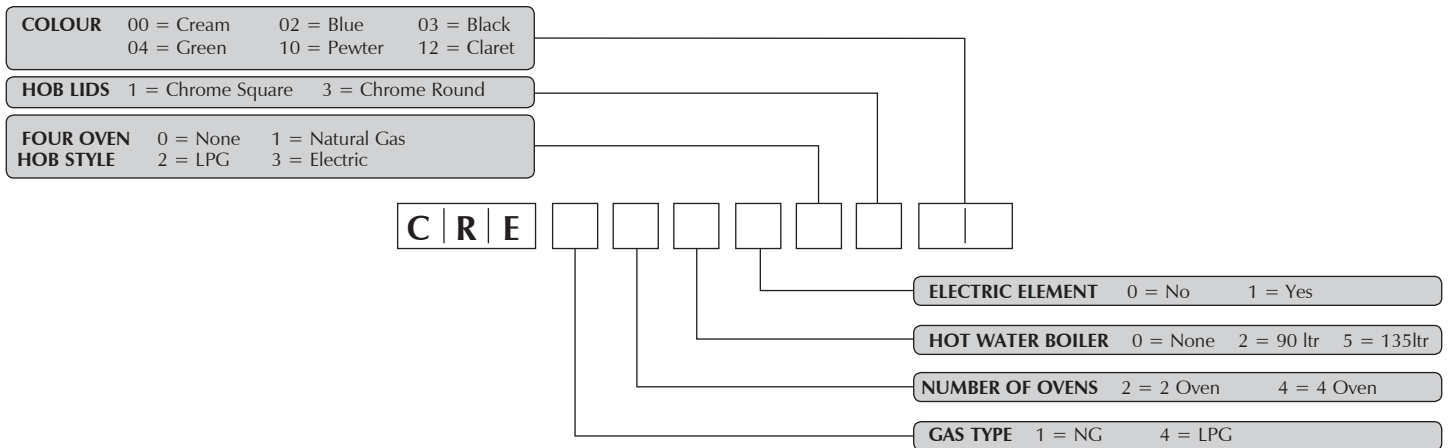 COLOUR 00 = Cream 02 = Blue 03 = Black
04 = Green 10 = Pewter 12 = Claret
HOB LIDS 1 = Chrome Square 3 = Chrome Round
FOUR OVEN 0 = None 1 = Natural Gas
HOB STYLE 2 = LPG 3 = Electric
C R E
ELECTRIC ELEMENT 0 = No 1 = Yes
HOT WATER BOILER 0 = None 2 = 90 ltr 5 = 135ltr
NUMBER OF OVENS 2 = 2 Oven 4 = 4 Oven
GAS TYPE 1 = NG 4 = LPG